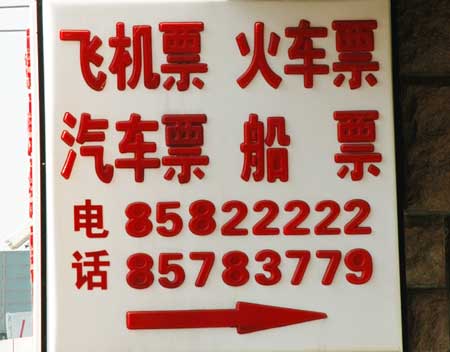 飞机票 火车票
汽车票 船 票
电 85822222
话 85783779